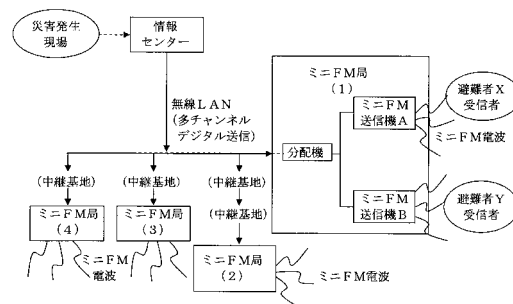 災害発生
現場
情報
センター
無線LAN
(多チャンネル
デジタル送信)
ミニFM局
(1)
分配機
ミニFM
送信機A
ミニFM
送信機B
避難者X
受信者
ミニFM電波
避難者Y
受信者
(中継基地)
(中継基地)
(中継基地)
(中継基地)
ミニFM局
(4)
ミニFM局
(3)
ミニFM局
(2)
ミニFM
電波
ミニFM電波